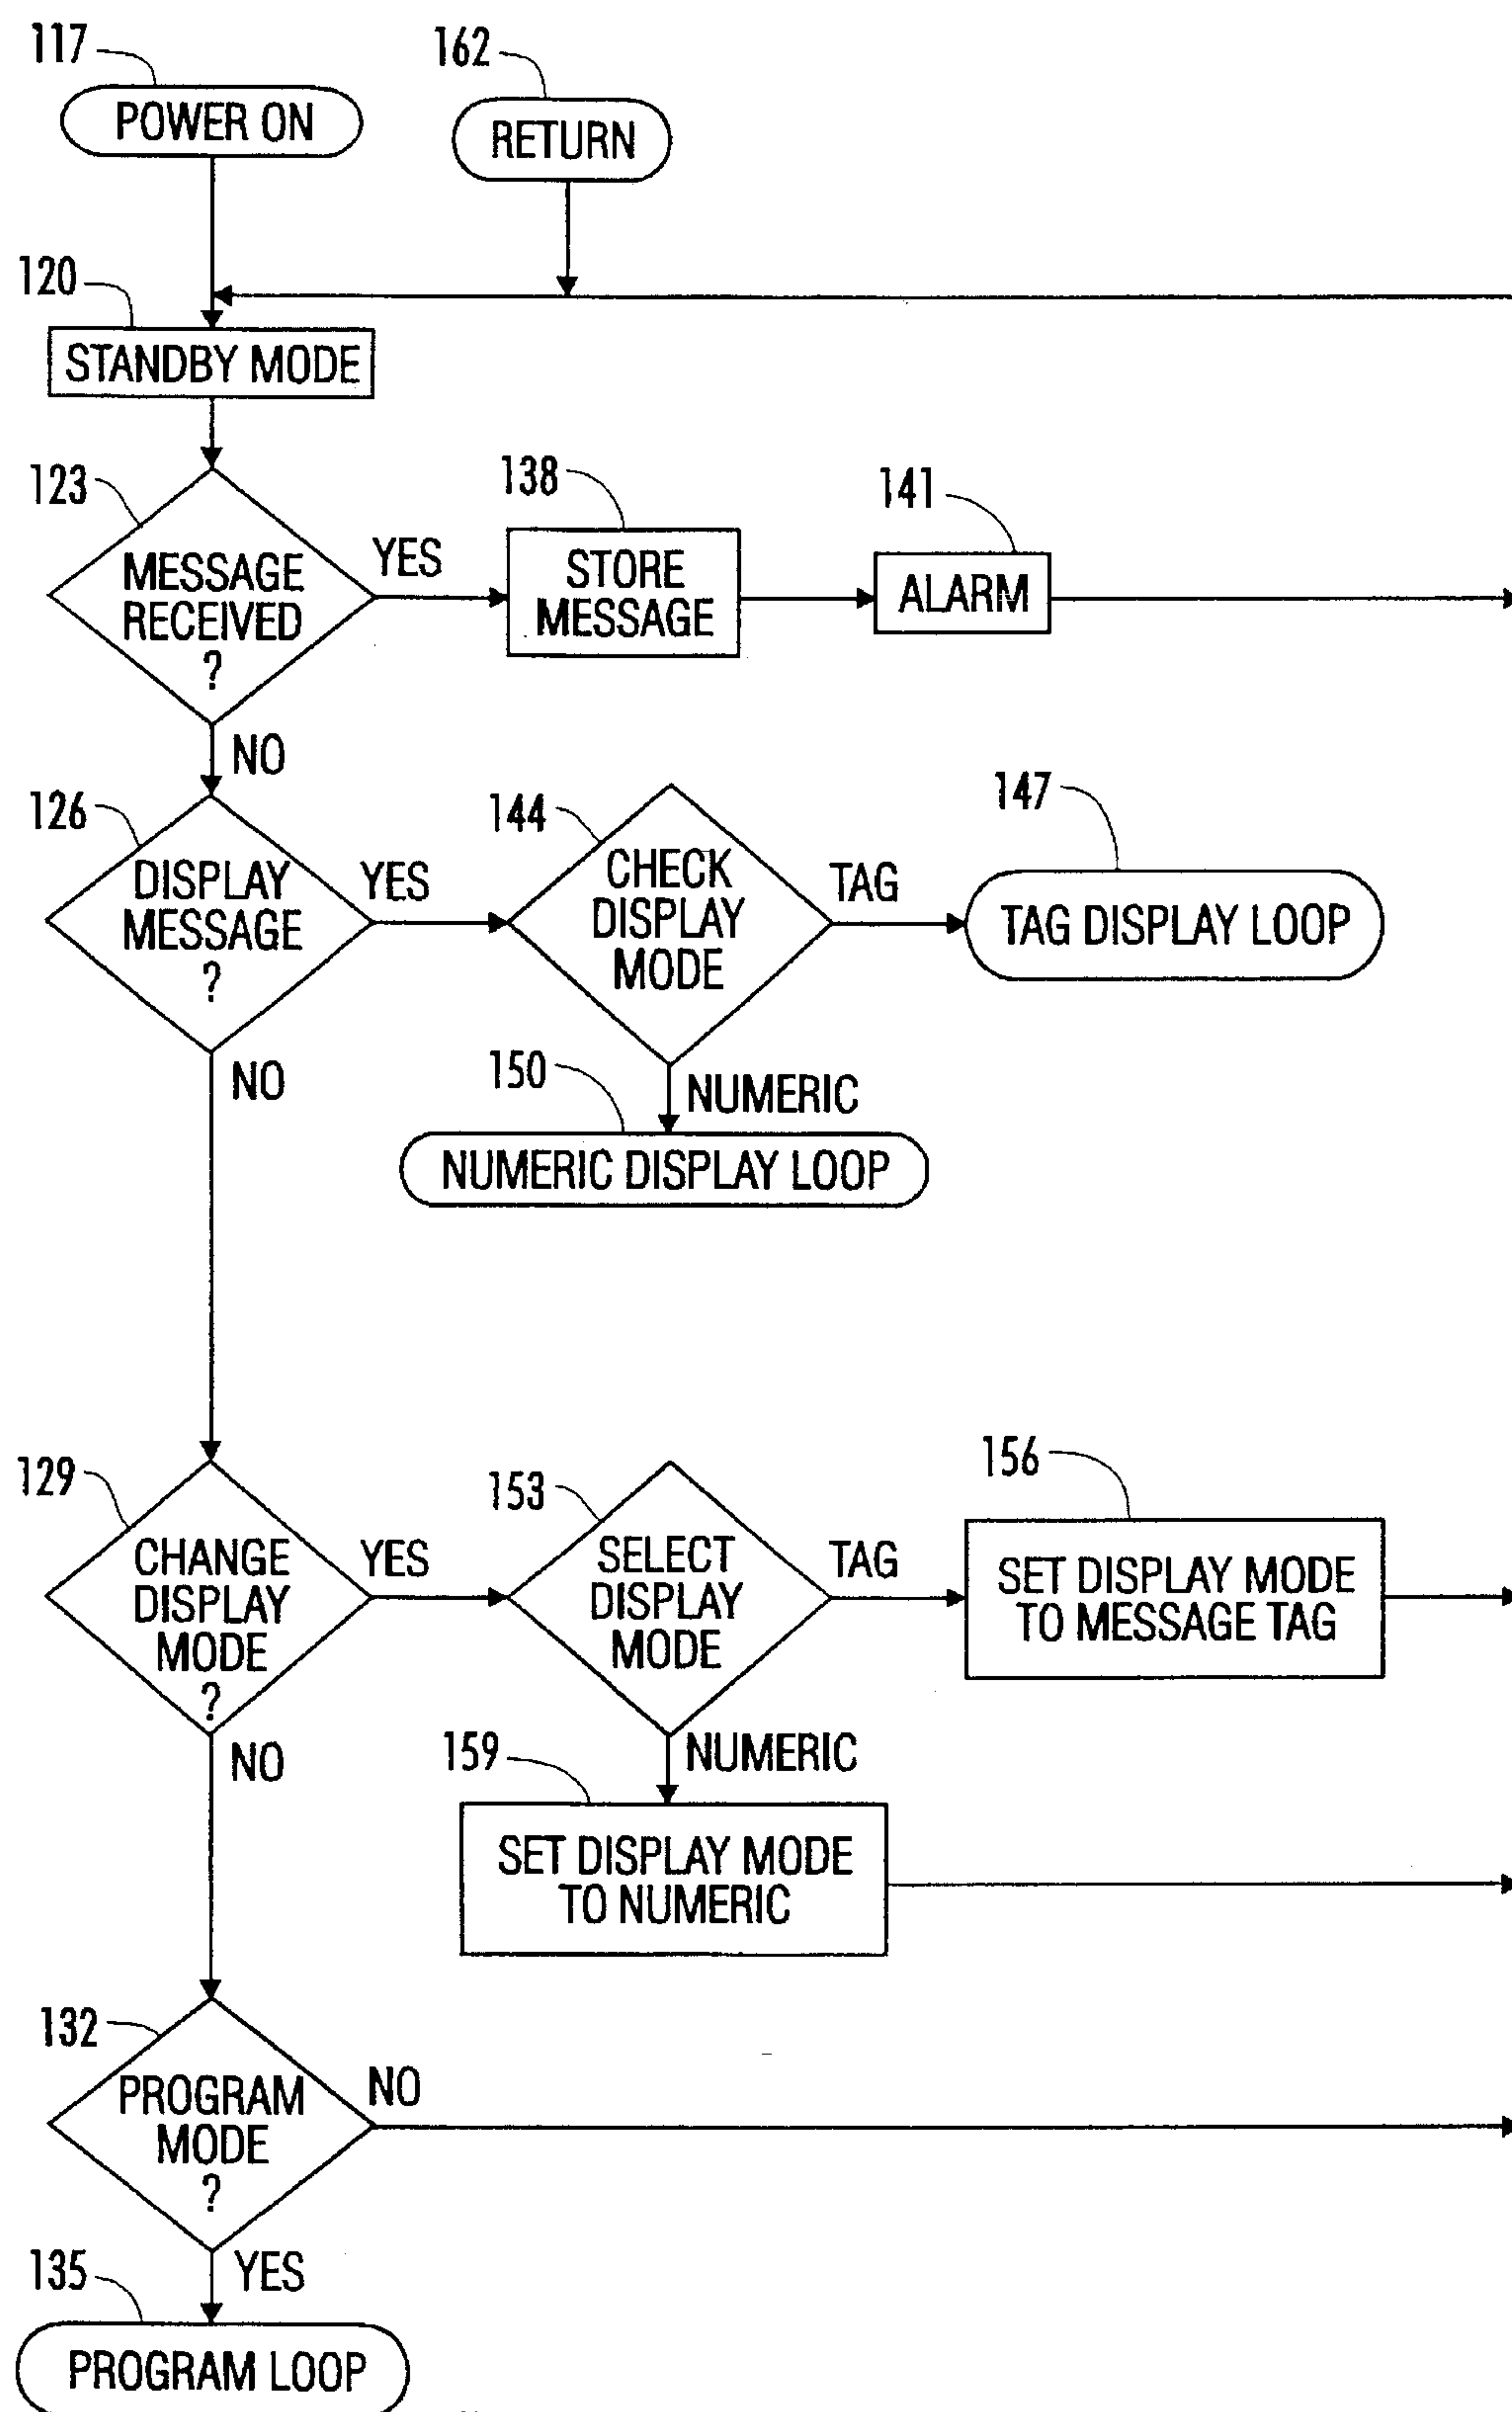 117
162
POWER ON
RETURN
120
STANDBY MODE
123
138
141
MESSAGE
RECEIVED
?
YES
STORE
MESSAGE
ALARM
NO
126
144
147
DISPLAY
MESSAGE
?
YES
CHECK
DISPLAY
MODE
TAG
TAG DISPLAY LOOP
NO
150
NUMERIC
NUMERIC DISPLAY LOOP
129
153
156
CHANGE
DISPLAY
MODE
?
YES
SELECT
DISPLAY
MODE
TAG
SET DISPLAY MODE
TO MESSAGE TAG
NO
159
NUMERIC
SET DISPLAY MODE
TO NUMERIC
132
PROGRAM
MODE
?
NO
135
YES
PROGRAM LOOP